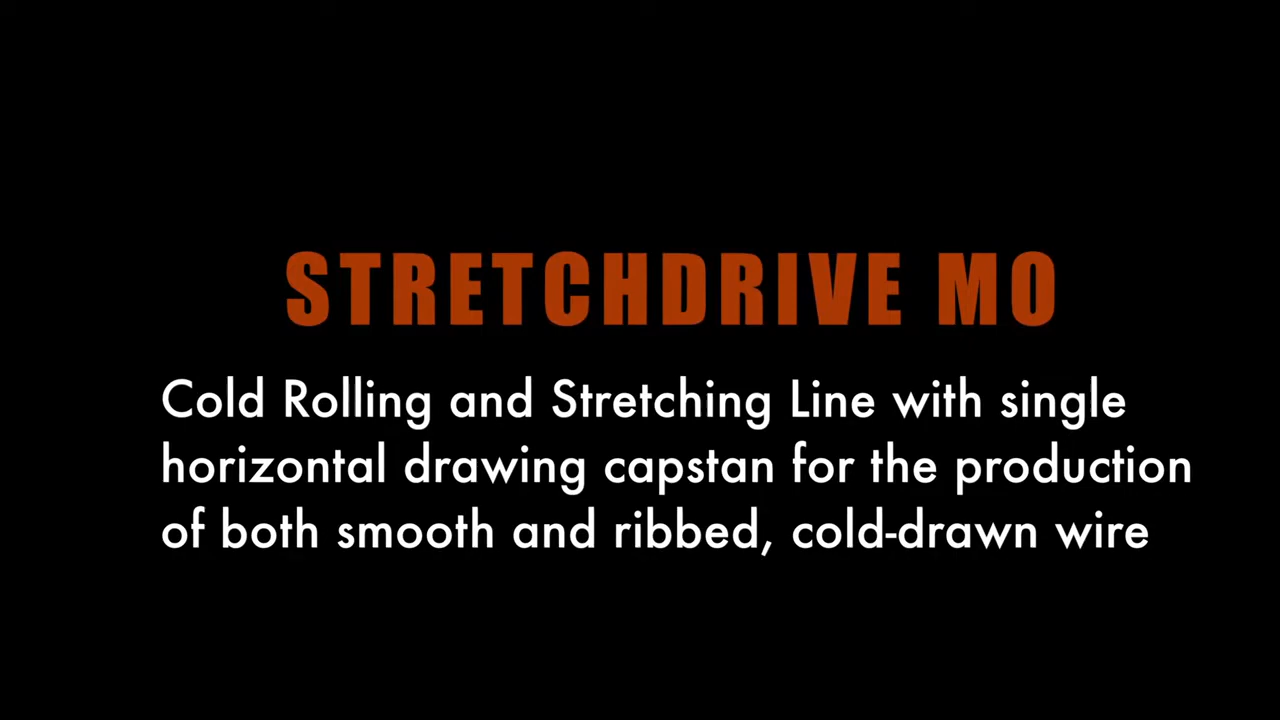 STRETCHDRIVE MO
Cold Rolling and Stretching Line with single
horizontal drawing capstan for the production
of both smooth and ribbed, cold-drawn wire